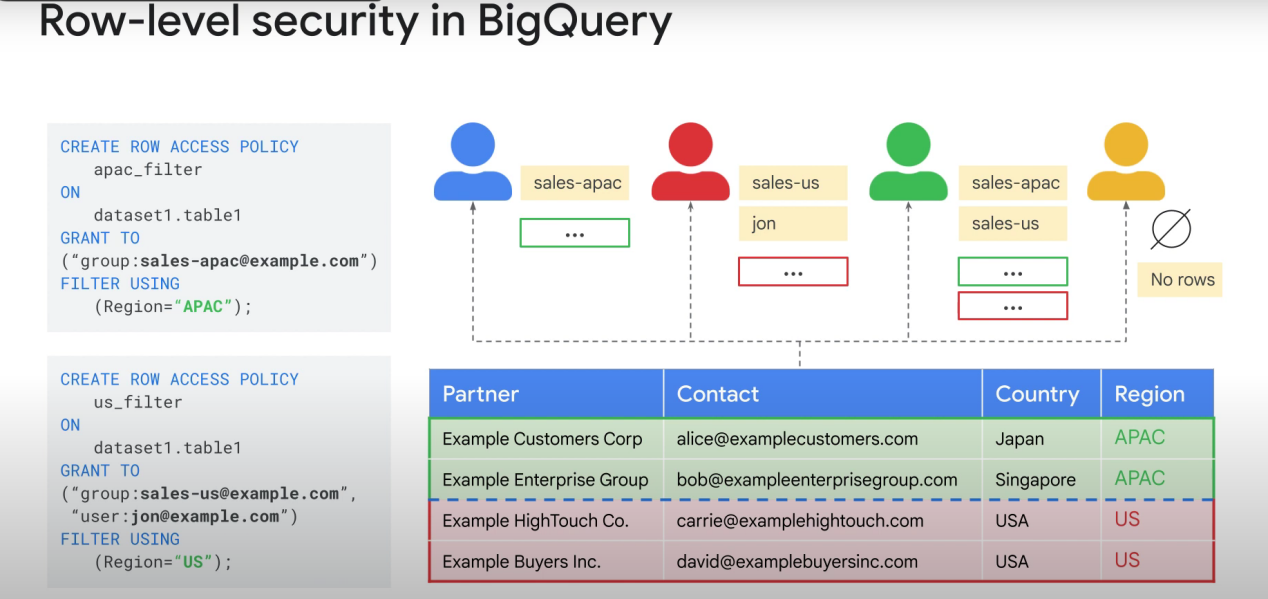 Row-level security in BigQuery
CREATE ROW ACCESS POLICY
apac_filter
ON
dataset1.table1
GRANT TO
(“group:sales-apac@example.com”)
FILTER USING
(Region=“APAC”);
CREATE ROW ACCESS POLICY
us_filter
ON
dataset1.table1
GRANT TO
(“group:sales-us@example.com”,
“user:jon@example.com”)
FILTER USING
(Region=“US”);
sales-apac
...
sales-us
jon
...
sales-apac
sales-us
...
...
No rows
Partner Contact Country Region
Example Customers Corp alice@examplecustomers.com Japan APAC
Example Enterprise Group bob@exampleenterprisegroup.com Singapore APAC
Example HighTouch Co. carrie@examplehightouch.com USA US
Example Buyers Inc. david@examplebuyersinc.com USA US